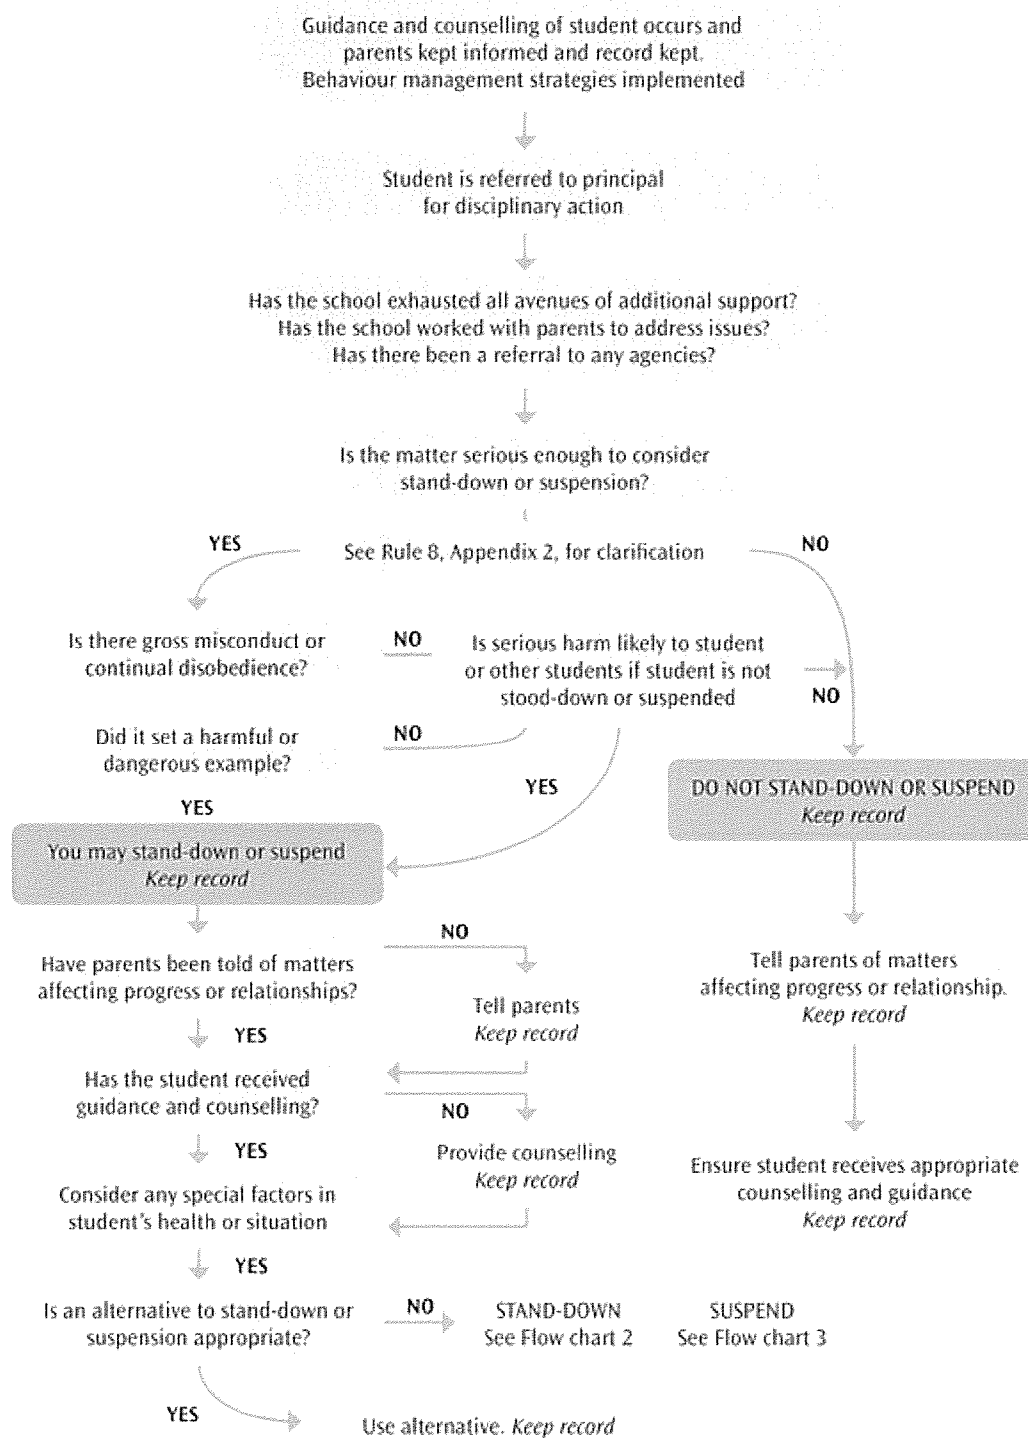 Guidance and counselling of student occurs and
parents kept informed and record kept.
Behaviour management strategies implemented
Student is referred to principal
for disciplinary action
Has the school exhausted all avenues of additional support?
Has the school worked with parents to address issues?
Has there been a referral to any agencies?
Is the matter serious enough to consider
stand-down or suspension?
YES
See Rule 8, Appendix 2, for clarification
NO
Is there gross misconduct or
continual disobedience?
NO
Is serious harm likely to student
or other students if student is not
stood-down or suspended
NO
Did it set a harmful or
dangerous example?
NO
YES
YES
DO NOT STAND-DOWN OR SUSPEND
Keep record
You may stand-down or suspend
Keep record
NO
Have parents been told of matters
affecting progress or relationships?
Tell parents
Keep record
Tell parents of matters
affecting progress or relationship.
Keep record
YES
Has the student received
guidance and counselling?
NO
YES
Provide counselling
Keep record
Ensure student receives appropriate
counselling and guidance
Keep record
Consider any special factors in
student's health or situation
YES
Is an alternative to stand-down or
suspension appropriate?
NO
STAND-DOWN
See Flow chart 2
SUSPEND
See Flow chart 3
YES
Use alternative. Keep record